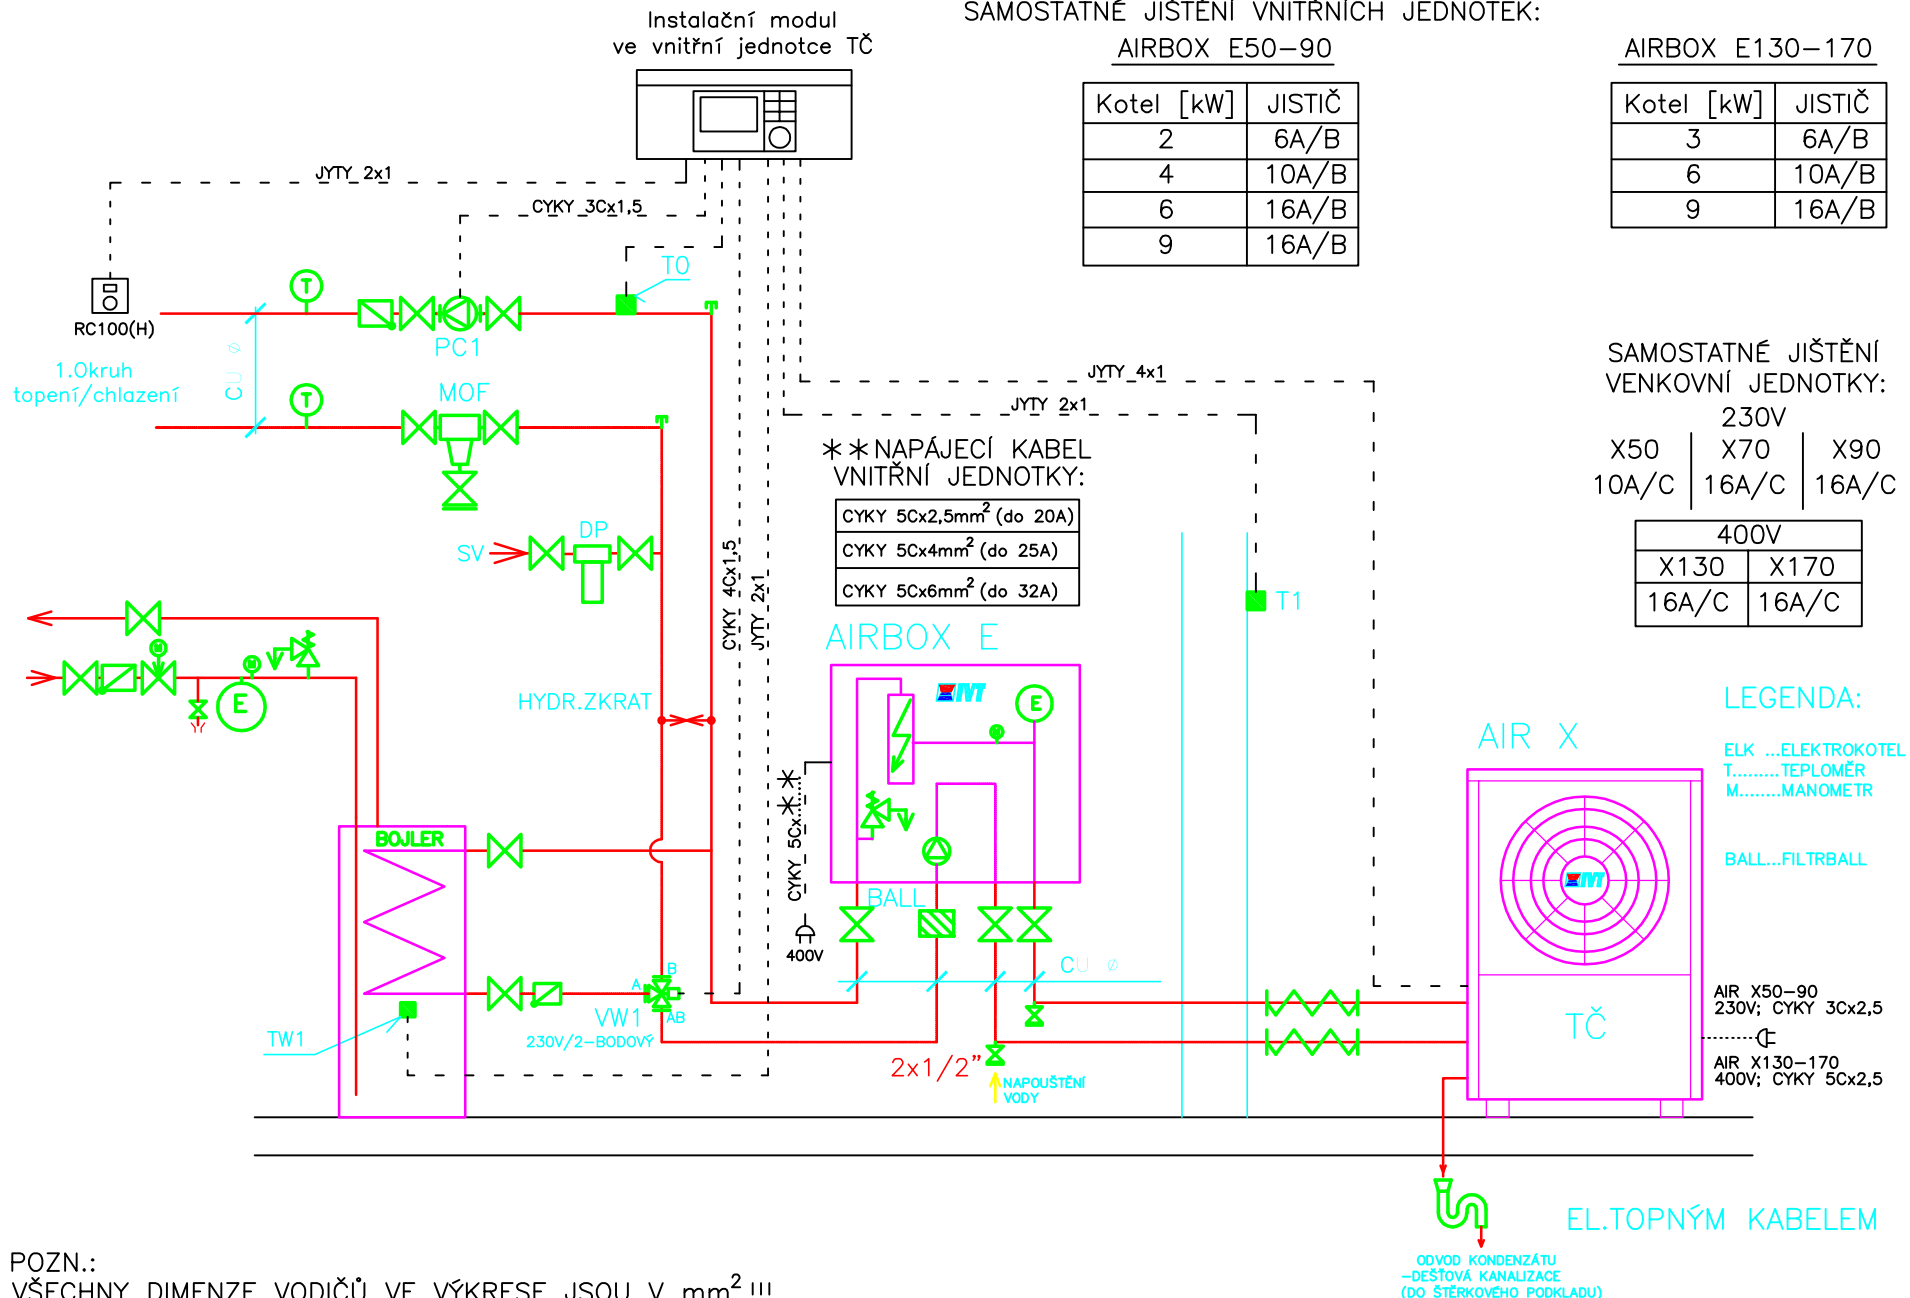 Instalační modul
ve vnitřní jednotce TČ
SAMOSTATNÉ JIŠTĚNÍ VNITŘNÍCH JEDNOTEK:
AIRBOX E50-90
Kotel [kW] JISTIČ
2 6A/B
4 10A/B
6 16A/B
9 16A/B
AIRBOX E130-170
Kotel [kW] JISTIČ
3 6A/B
6 10A/B
9 16A/B
JYTY 2x1
CYKY 3Cx1,5
T0
RC100(H)
PC1
1.Okruh
topení/chlazení
CU ø
MOF
JYTY 4x1
JYTY 2x1
SAMOSTATNÉ JIŠTĚNÍ
VENKOVNÍ JEDNOTKY:
230V
X50 X70 X90
10A/C 16A/C 16A/C
400V
X130 X170
16A/C 16A/C
**NAPÁJECÍ KABEL
VNITŘNÍ JEDNOTKY:
CYKY 5Cx2,5mm² (do 20A)
CYKY 5Cx4mm² (do 25A)
CYKY 5Cx6mm² (do 32A)
T
T
SV
DP
CYKY 4Cx1,5
JYTY 2x1
T1
AIRBOX E
IVT
E
M
M
M
E
HYDR.ZKRAT
CYKY 5Cx......**
400V
BALL
CU ø
BOJLER
TW1
A
B
AB
VW1
230V/2-BODOVÝ
2x1/2"
NAPOUŠTĚNÍ
VODY
LEGENDA:
ELK ...ELEKTROKOTEL
T.........TEPLOMĚR
M........MANOMETR
BALL...FILTRBALL
AIR X
IVT
TČ
AIR X50-90
230V; CYKY 3Cx2,5
AIR X130-170
400V; CYKY 5Cx2,5
EL.TOPNÝM KABELEM
ODVOD KONDENZÁTU
-DEŠŤOVÁ KANALIZACE
(DO ŠTĚRKOVÉHO PODKLADU)
POZN.:
VŠECHNY DIMENZE VODIČŮ VE VÝKRESE JSOU V mm² !!!